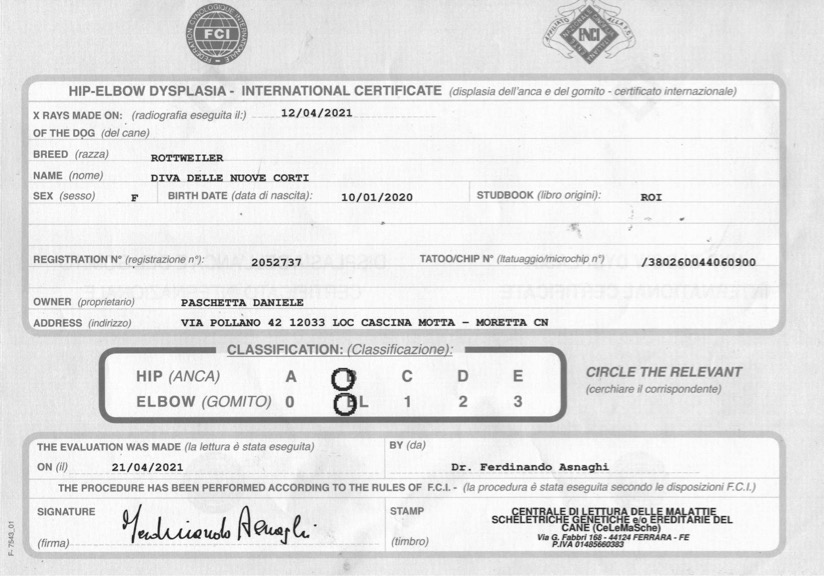 FCI
ENCI
HIP-ELBOW DYSPLASIA - INTERNATIONAL CERTIFICATE (displasia dell'anca e del gomito - certificato internazionale)
X RAYS MADE ON: (radiografia eseguita il:) 12/04/2021
OF THE DOG (del cane)
BREED (razza) ROTTWEILER
NAME (nome) DIVA DELLE NUOVE CORTI
SEX (sesso) F BIRTH DATE (data di nascita): 10/01/2020 STUDBOOK (libro origini): ROI
REGISTRATION N° (registrazione n°): 2052737 TATOO/CHIP N° (Itatuaggio/microchip n°) /380260044060900
OWNER (proprietario) PASCHETTA DANIELE
ADDRESS (indirizzo) VIA POLLANO 42 12033 LOC CASCINA MOTTA - MORETTA CN
CLASSIFICATION: (Classificazione):
HIP (ANCA) A B C D E
ELBOW (GOMITO) 0 BL 1 2 3
CIRCLE THE RELEVANT
(cerchiare il corrispondente)
THE EVALUATION WAS MADE (la lettura è stata eseguita) BY (da)
ON (il) 21/04/2021 Dr. Ferdinando Asnaghi
THE PROCEDURE HAS BEEN PERFORMED ACCORDING TO THE RULES OF F.C.I. - (la procedura è stata eseguita secondo le disposizioni F.C.I.)
SIGNATURE
(firma)
Ferdinando Asnaghi
STAMP
(timbro)
CENTRALE DI LETTURA DELLE MALATTIE
SCHELETRICHE GENETICHE e/o EREDITARIE DEL
CANE (CeLeMaSche)
Via G. Fabbri 168 - 44124 FERRARA - FE
P.IVA 01485660383
F- 7543_01